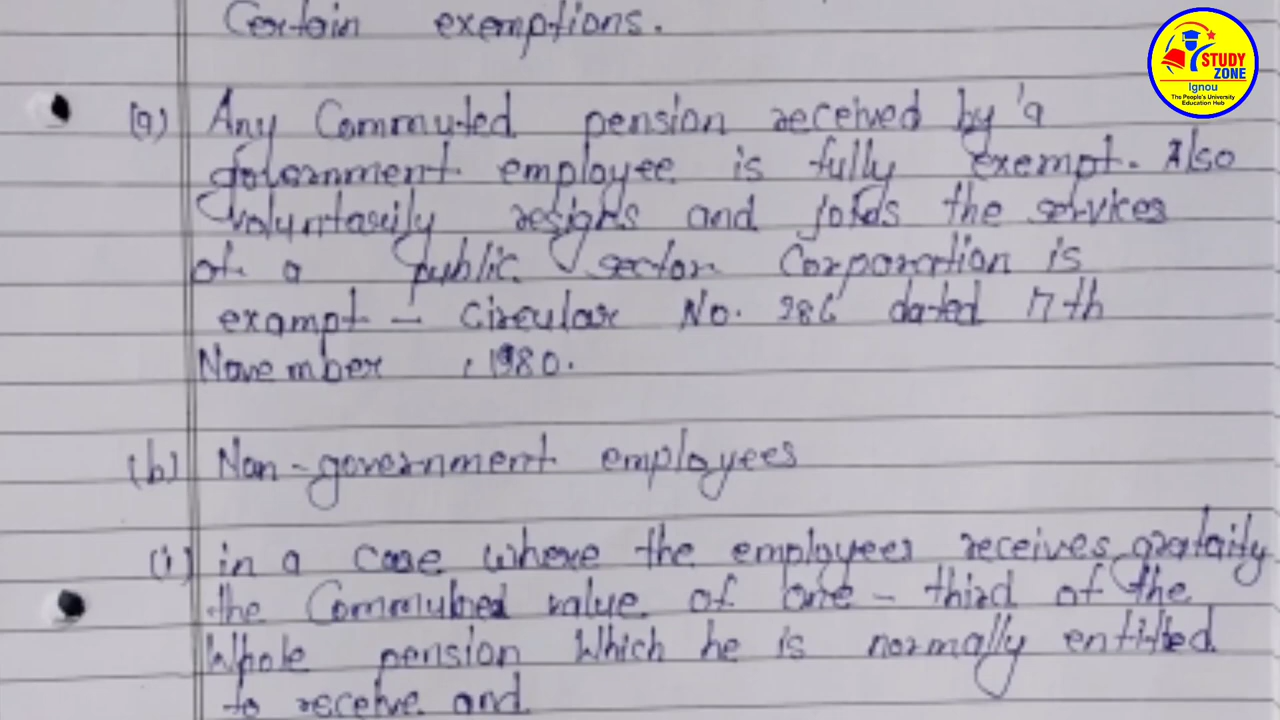 Certain exemptions.
(a) Any Commuted pension received by a
government employee is fully exempt. Also
voluntarily resigns and joins the services
of a public sector Corporation is
exampt - circular No. 286 dated 17th
November , 1980.
(b) Non-government employees
(i) in a case where the employees receives gratuity
the Commuted value of one - third of the
Whole pension Which he is normally entitled
to receive and
STUDY
ZONE
Ignou
The People's University
Education Hub